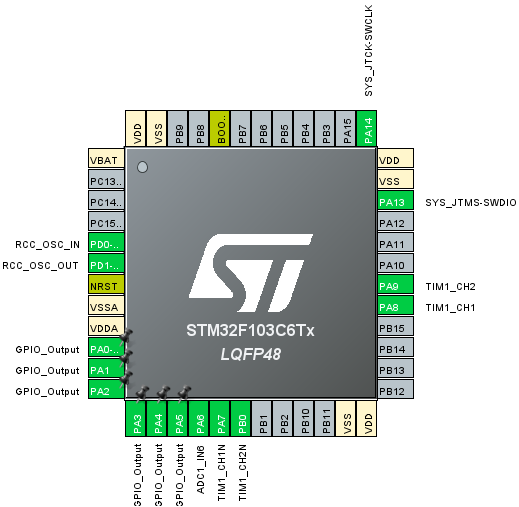 SYS_JTCK-SWCLK
VDD
VSS
PB9
PB8
BOO..
PB7
PB6
PB5
PB4
PB3
PA15
PA14
VBAT
PC13..
PC14..
PC15..
RCC_OSC_IN PD0-..
RCC_OSC_OUT PD1-..
NRST
VSSA
VDDA
GPIO_Output PA0-..
GPIO_Output PA1
GPIO_Output PA2
ST
STM32F103C6Tx
LQFP48
VDD
VSS
PA13 SYS_JTMS-SWDIO
PA12
PA11
PA10
PA9 TIM1_CH2
PA8 TIM1_CH1
PB15
PB14
PB13
PB12
PA3
PA4
PA5
PA6
PA7
PB0
PB1
PB2
PB10
PB11
VSS
VDD
GPIO_Output
GPIO_Output
GPIO_Output
ADC1_IN6
TIM1_CH1N
TIM1_CH2N